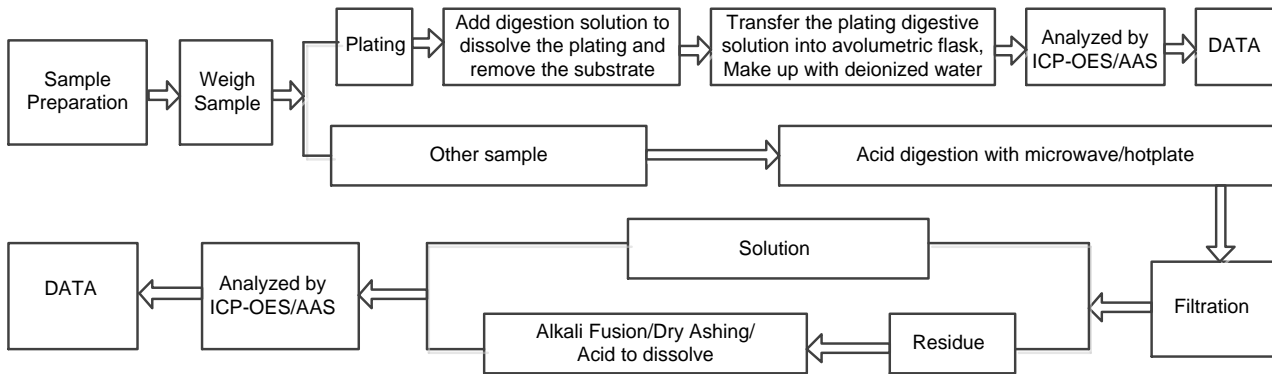 Sample
Preparation
Weigh
Sample
Plating
Add digestion solution to
dissolve the plating and
remove the substrate
Transfer the plating digestive
solution into avolumetric flask,
Make up with deionized water
Analyzed by
ICP-OES/AAS
DATA
Other sample
Acid digestion with microwave/hotplate
Filtration
Solution
Residue
Alkali Fusion/Dry Ashing/
Acid to dissolve
Analyzed by
ICP-OES/AAS
DATA